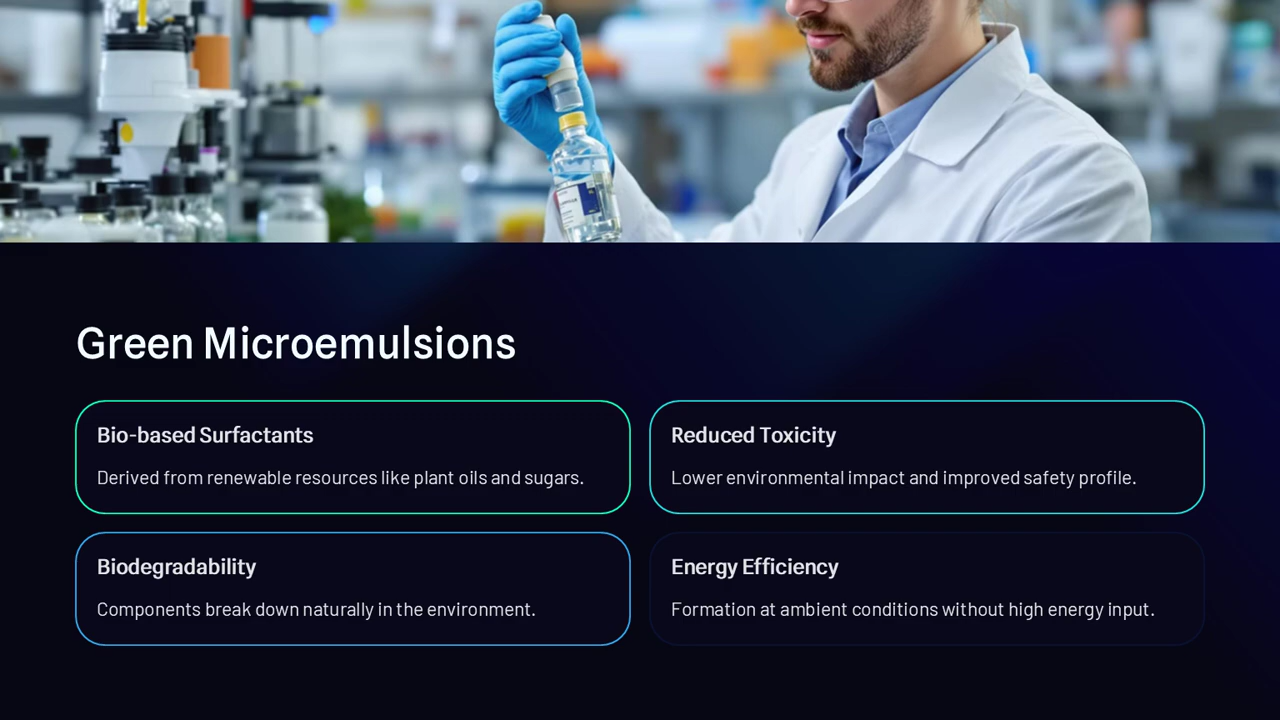 Green Microemulsions
Bio-based Surfactants
Derived from renewable resources like plant oils and sugars.
Reduced Toxicity
Lower environmental impact and improved safety profile.
Biodegradability
Components break down naturally in the environment.
Energy Efficiency
Formation at ambient conditions without high energy input.